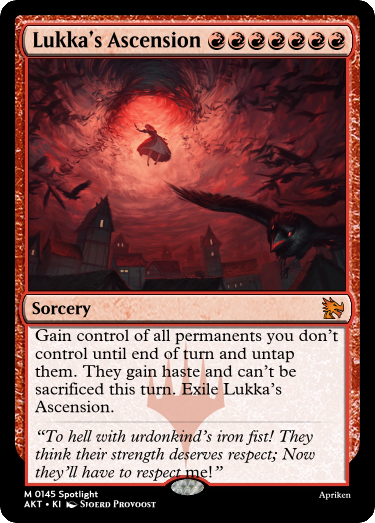 Lukka's Ascension
Sorcery
Gain control of all permanents you don't
control until end of turn and untap
them. They gain haste and can't be
sacrificed this turn. Exile Lukka's
Ascension.
“To hell with urdonkind's iron fist! They
think their strength deserves respect; Now
they'll have to respect me!”
M 0145 Spotlight
AKT • KI Sjoerd Provoost
Apriken